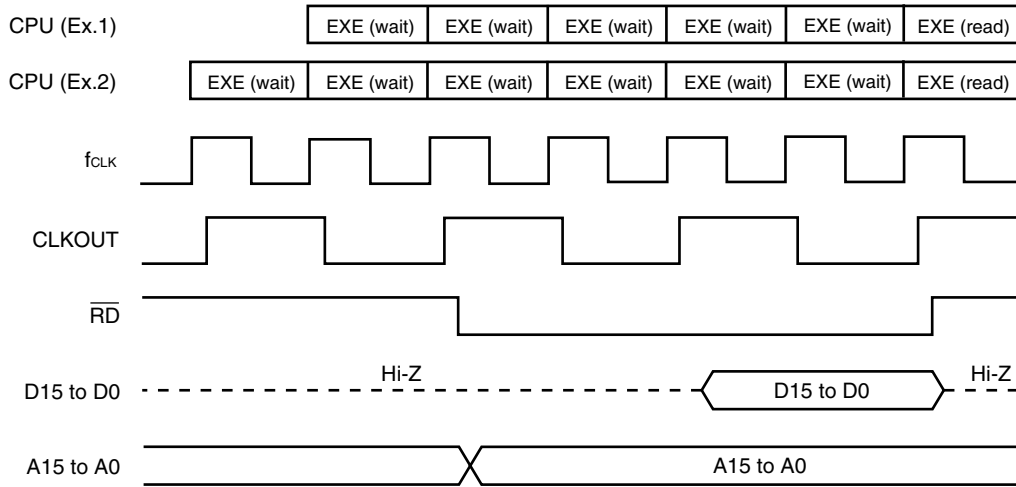 CPU (Ex.1) EXE (wait) EXE (wait) EXE (wait) EXE (wait) EXE (wait) EXE (read)
CPU (Ex.2) EXE (wait) EXE (wait) EXE (wait) EXE (wait) EXE (wait) EXE (wait) EXE (read)
fCLK
CLKOUT
RD
Hi-Z Hi-Z
D15 to D0 D15 to D0
A15 to A0 A15 to A0